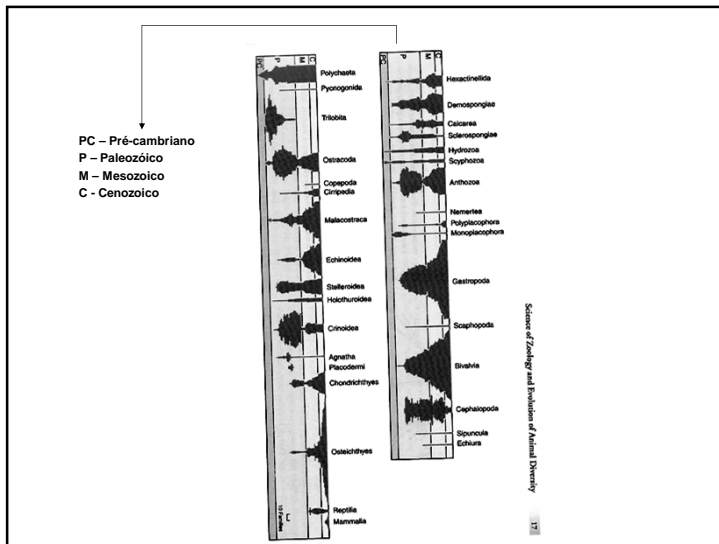 PC – Pré-cambriano
P – Paleozóico
M – Mesozoico
C - Cenozoico
PC
P
M
C
Polychaeta
Pycnogonida
Trilobita
Ostracoda
Copepoda
Cirripedia
Malacostraca
Echinoidea
Stelleroidea
Holothuroidea
Crinoidea
Agnatha
Placodermi
Chondrichthyes
Osteichthyes
Reptilia
Mammalia
10 Families
PC
P
M
C
Hexactinellida
Demospongiae
Calcarea
Sclerospongiae
Hydrozoa
Scyphozoa
Anthozoa
Nemertea
Polyplacophora
Monoplacophora
Gastropoda
Scaphopoda
Bivalvia
Cephalopoda
Sipuncula
Echiura
Science of Zoology and Evolution of Animal Diversity
17